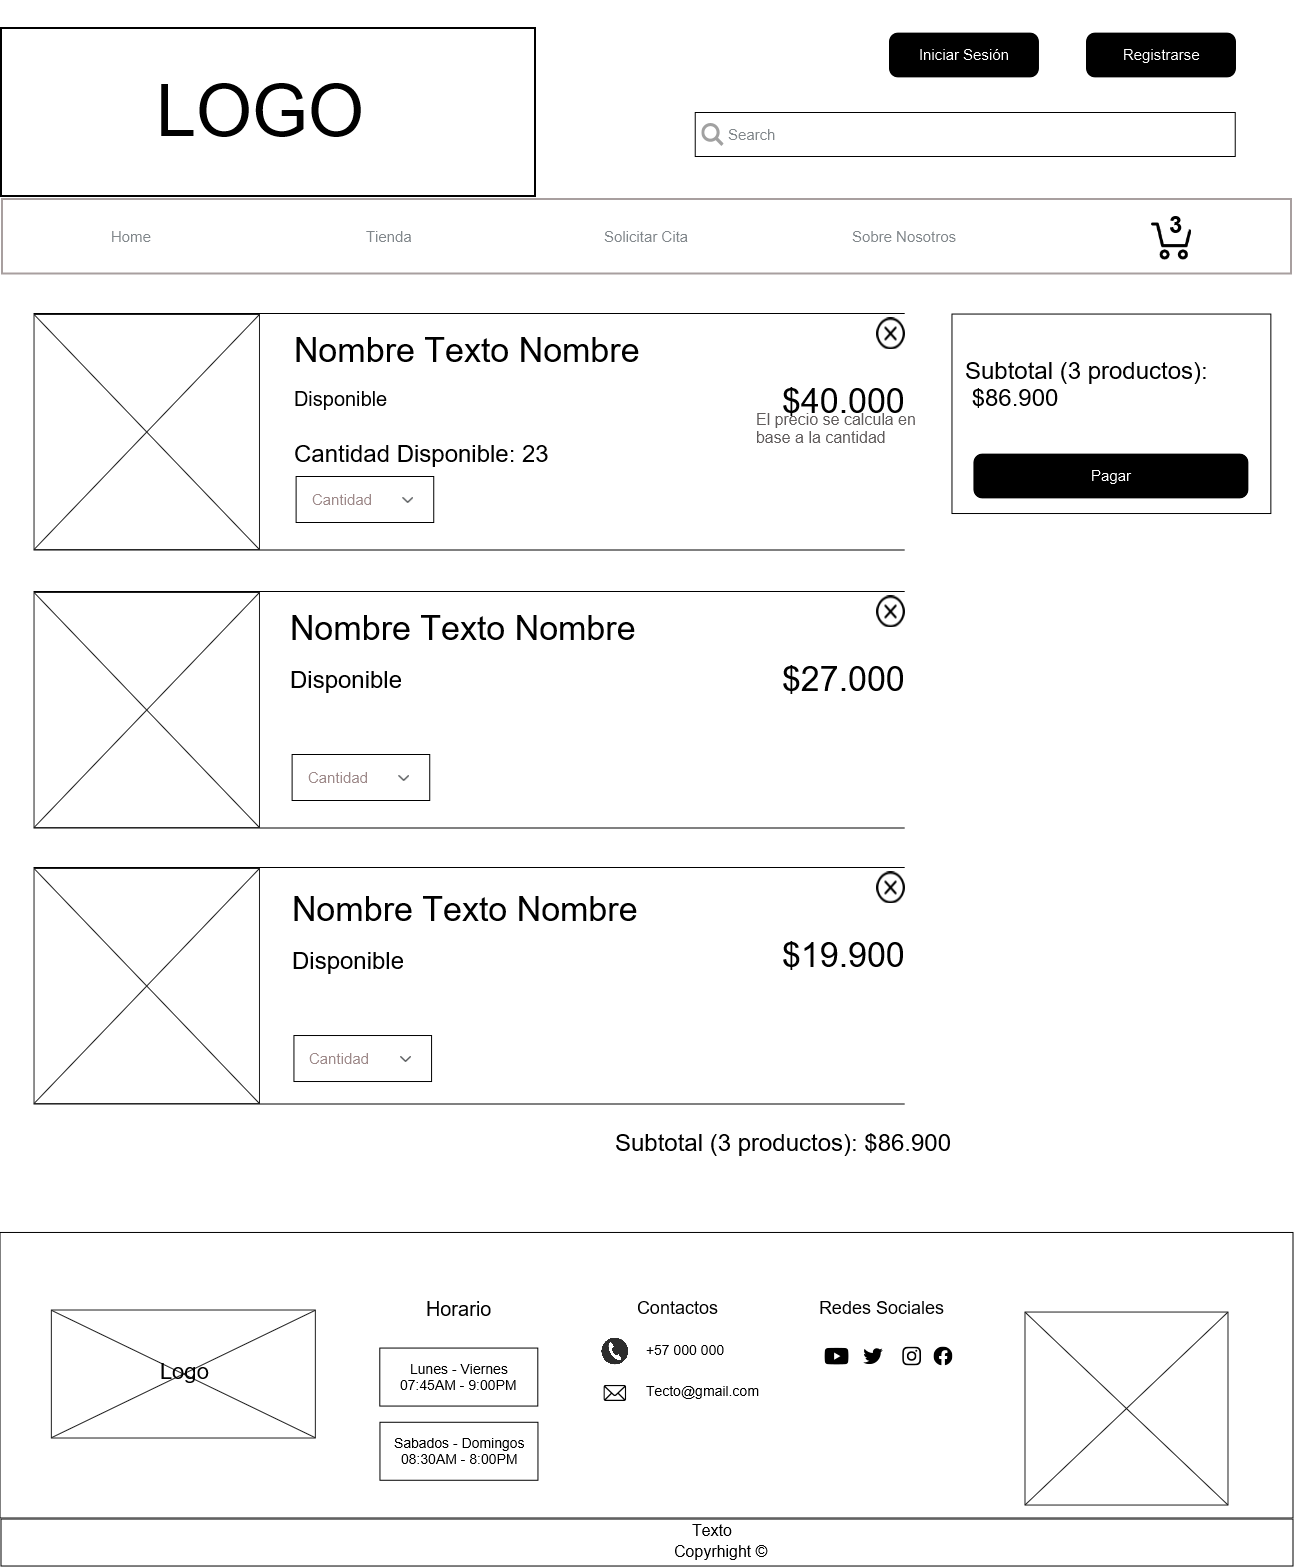 LOGO
Iniciar Sesión
Registrarse
Search
Home
Tienda
Solicitar Cita
Sobre Nosotros
3
Nombre Texto Nombre
Disponible
$40.000
El precio se calcula en
base a la cantidad
Cantidad Disponible: 23
Cantidad
Subtotal (3 productos):
$86.900
Pagar
Nombre Texto Nombre
Disponible
$27.000
Cantidad
Nombre Texto Nombre
Disponible
$19.900
Cantidad
Subtotal (3 productos): $86.900
Logo
Horario
Lunes - Viernes
07:45AM - 9:00PM
Sabados - Domingos
08:30AM - 8:00PM
Contactos
+57 000 000
Tecto@gmail.com
Redes Sociales
Texto
Copyrhight ©